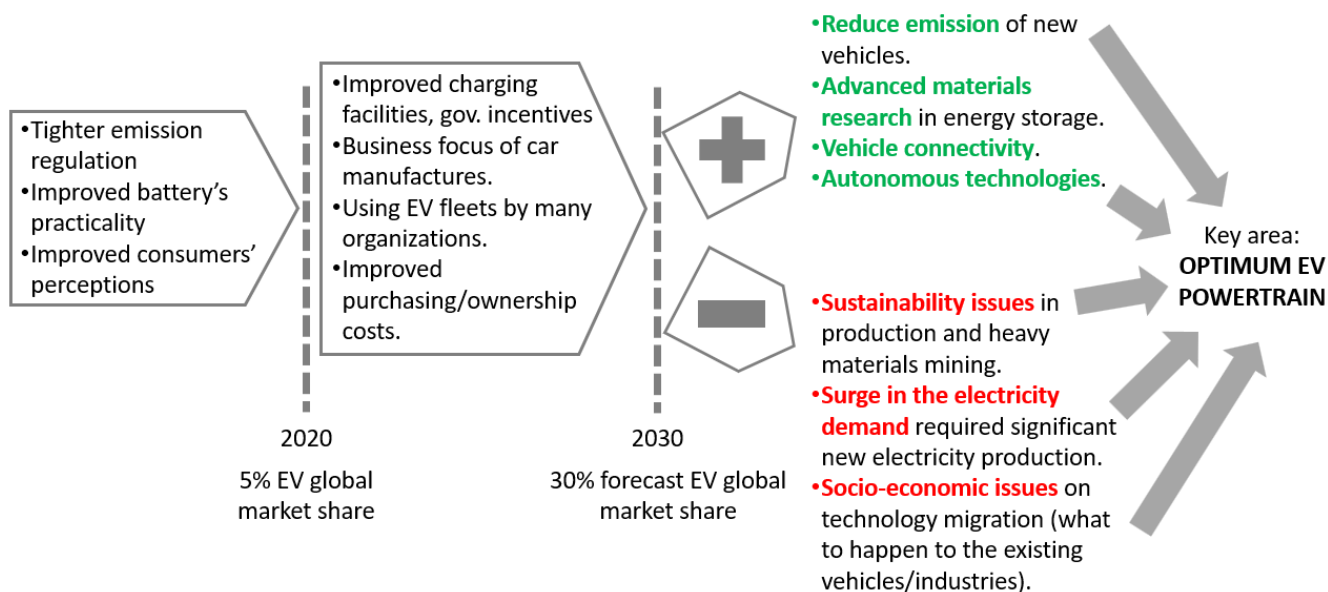 •Tighter emission
regulation
•Improved battery’s
practicality
•Improved consumers’
perceptions
•Improved charging
facilities, gov. incentives
•Business focus of car
manufactures.
•Using EV fleets by many
organizations.
•Improved
purchasing/ownership
costs.
2020
5% EV global
market share
2030
30% forecast EV global
market share
•Reduce emission of new
vehicles.
•Advanced materials
research in energy storage.
•Vehicle connectivity.
•Autonomous technologies.
•Sustainability issues in
production and heavy
materials mining.
•Surge in the electricity
demand required significant
new electricity production.
•Socio-economic issues on
technology migration (what
to happen to the existing
vehicles/industries).
Key area:
OPTIMUM EV
POWERTRAIN